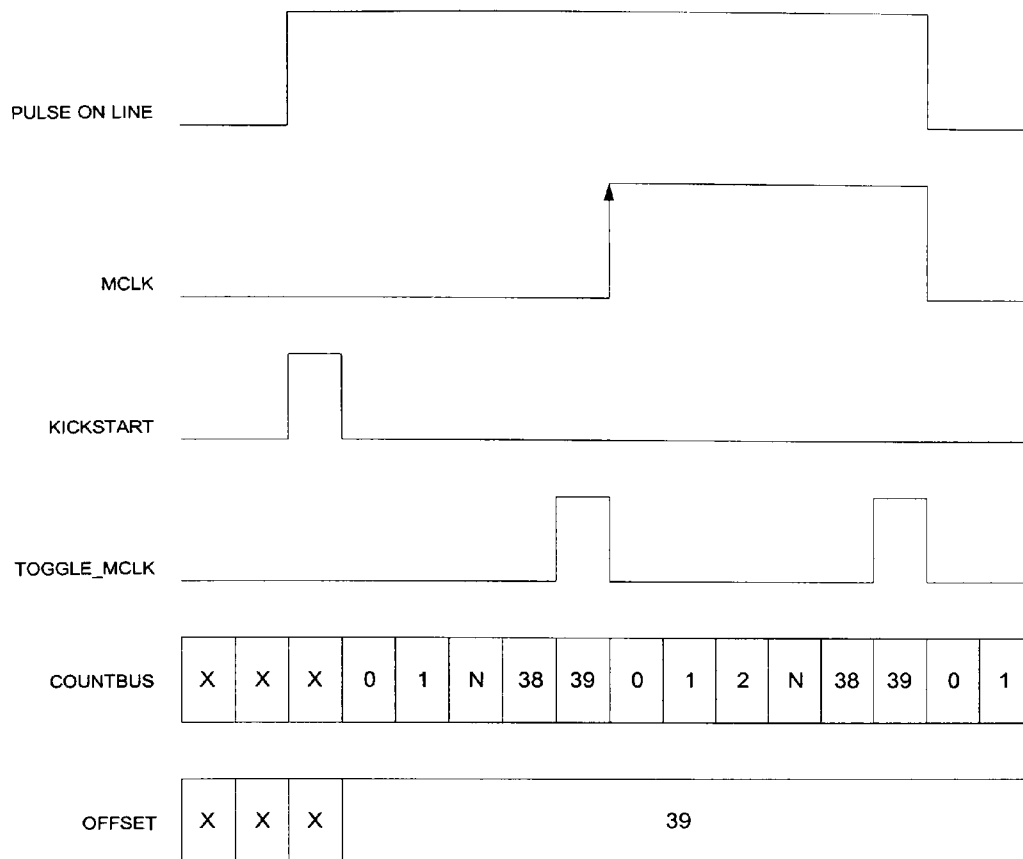 PULSE ON LINE
MCLK
KICKSTART
TOGGLE_MCLK
COUNTBUS X X X 0 1 N 38 39 0 1 2 N 38 39 0 1
OFFSET X X X 39